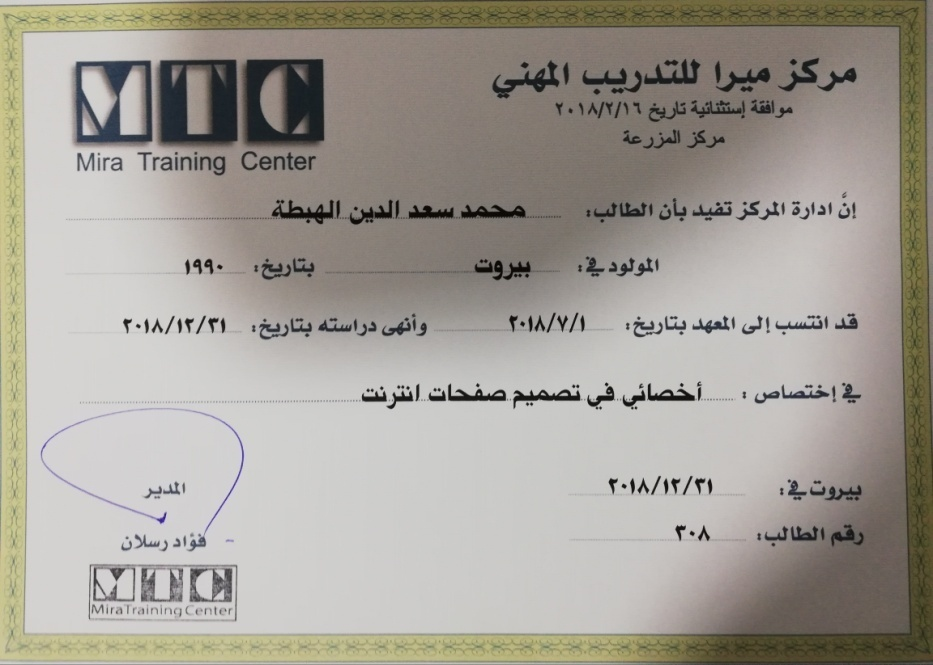 MTC
Mira Training Center
مركز ميرا للتدريب المهني
موافقة إستثنائية تاريخ ٢٠١٨/٢/١٦
مركز المزرعة
إنَّ ادارة المركز تفيد بأن الطالب: محمد سعد الدين الهبطة
المولود في: بيروت بتاريخ: ١٩٩٠
قد انتسب إلى المعهد بتاريخ: ٢٠١٨/٧/١ وأنهى دراسته بتاريخ: ٢٠١٨/١٢/٣١
في إختصاص : أخصائي في تصميم صفحات انترنت
بيروت في: ٢٠١٨/١٢/٣١
رقم الطالب: ٣٠٨
المدير
فؤاد رسلان
MTC
Mira Training Center